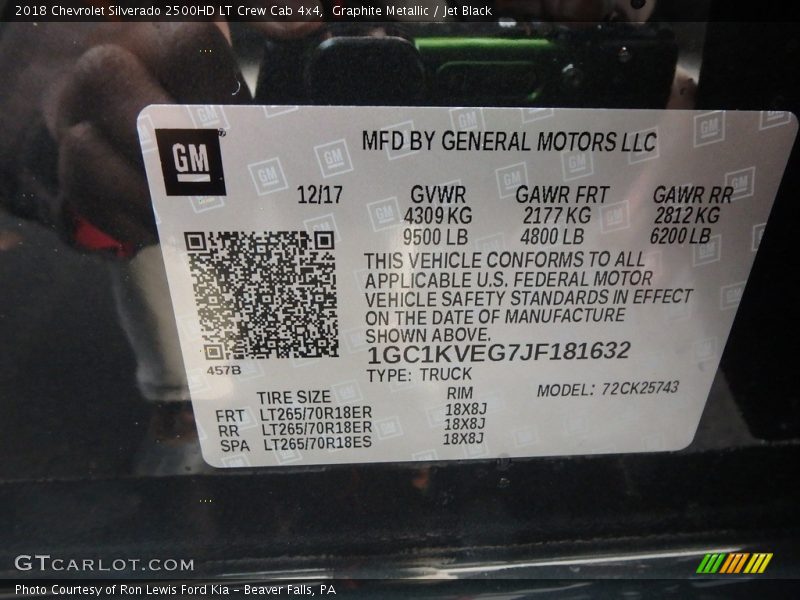 2018 Chevrolet Silverado 2500HD LT Crew Cab 4x4, Graphite Metallic / Jet Black
GM
MFD BY GENERAL MOTORS LLC
12/17 GVWR GAWR FRT GAWR RR
4309 KG 2177 KG 2812 KG
9500 LB 4800 LB 6200 LB
THIS VEHICLE CONFORMS TO ALL
APPLICABLE U.S. FEDERAL MOTOR
VEHICLE SAFETY STANDARDS IN EFFECT
ON THE DATE OF MANUFACTURE
SHOWN ABOVE.
1GC1KVEG7JF181632
457B
TYPE: TRUCK
TIRE SIZE RIM MODEL: 72CK25743
FRT LT265/70R18ER 18X8J
RR LT265/70R18ER 18X8J
SPA LT265/70R18ES 18X8J
GTCARLOT.COM
Photo Courtesy of Ron Lewis Ford Kia - Beaver Falls, PA